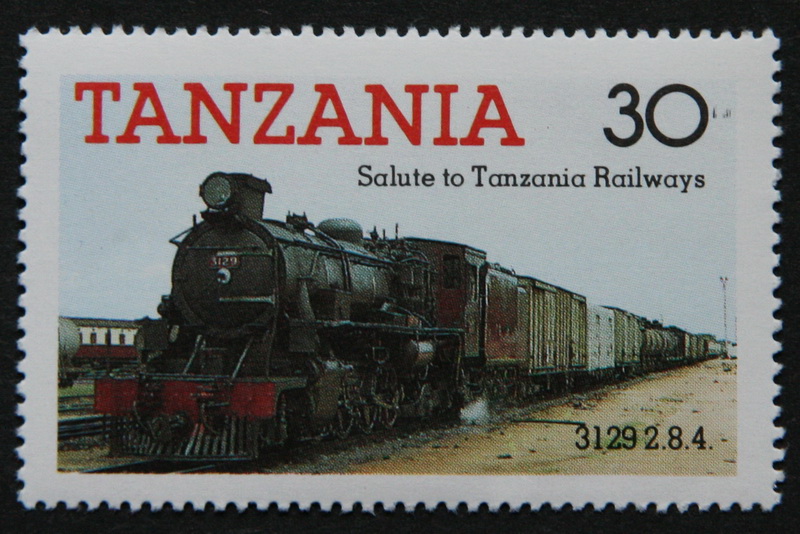 TANZANIA 30/-
Salute to Tanzania Railways
3129
3129 2.8.4.